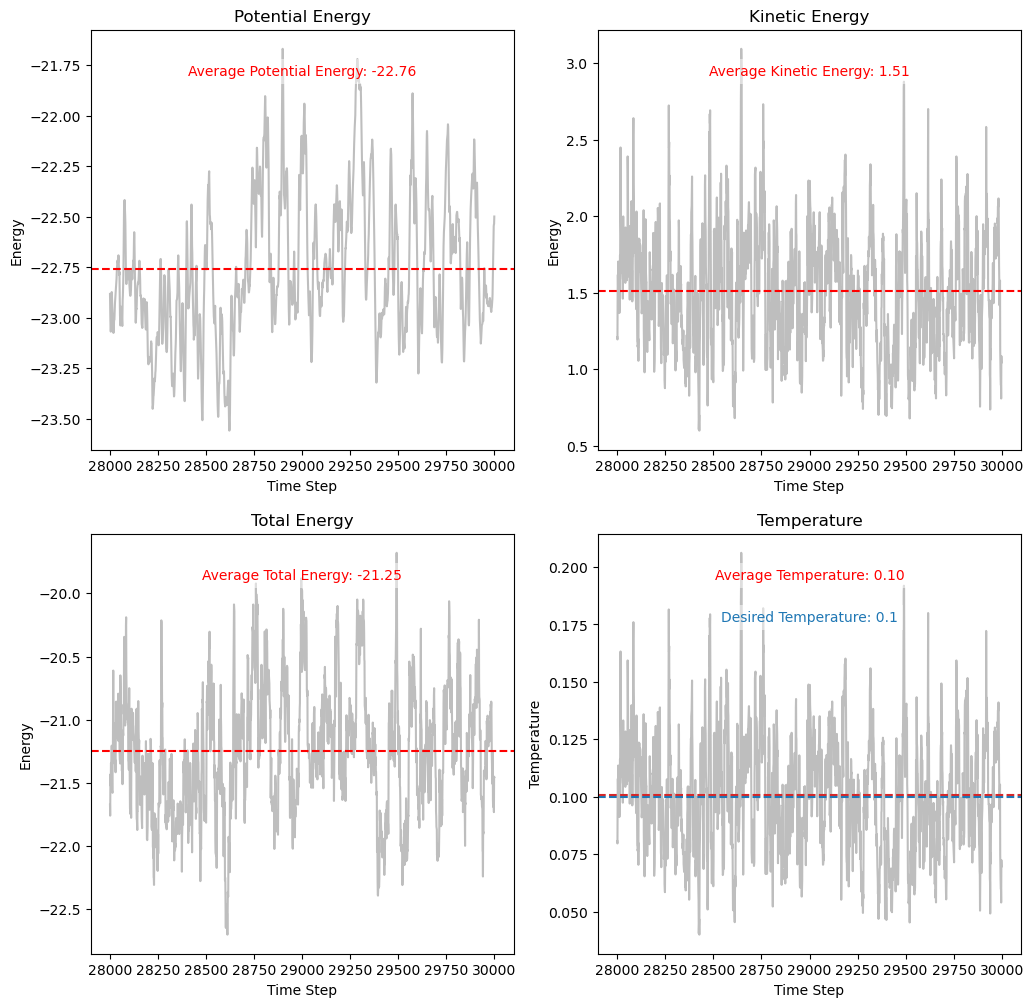 Potential Energy
Average Potential Energy: -22.76
−21.75
−22.00
−22.25
−22.50
−22.75
−23.00
−23.25
−23.50
Energy
28000 28250 28500 28750 29000 29250 29500 29750 30000
Time Step
Kinetic Energy
Average Kinetic Energy: 1.51
3.0
2.5
2.0
1.5
1.0
0.5
Energy
28000 28250 28500 28750 29000 29250 29500 29750 30000
Time Step
Total Energy
Average Total Energy: -21.25
−20.0
−20.5
−21.0
−21.5
−22.0
−22.5
Energy
28000 28250 28500 28750 29000 29250 29500 29750 30000
Time Step
Temperature
Average Temperature: 0.10
Desired Temperature: 0.1
0.200
0.175
0.150
0.125
0.100
0.075
0.050
Temperature
28000 28250 28500 28750 29000 29250 29500 29750 30000
Time Step